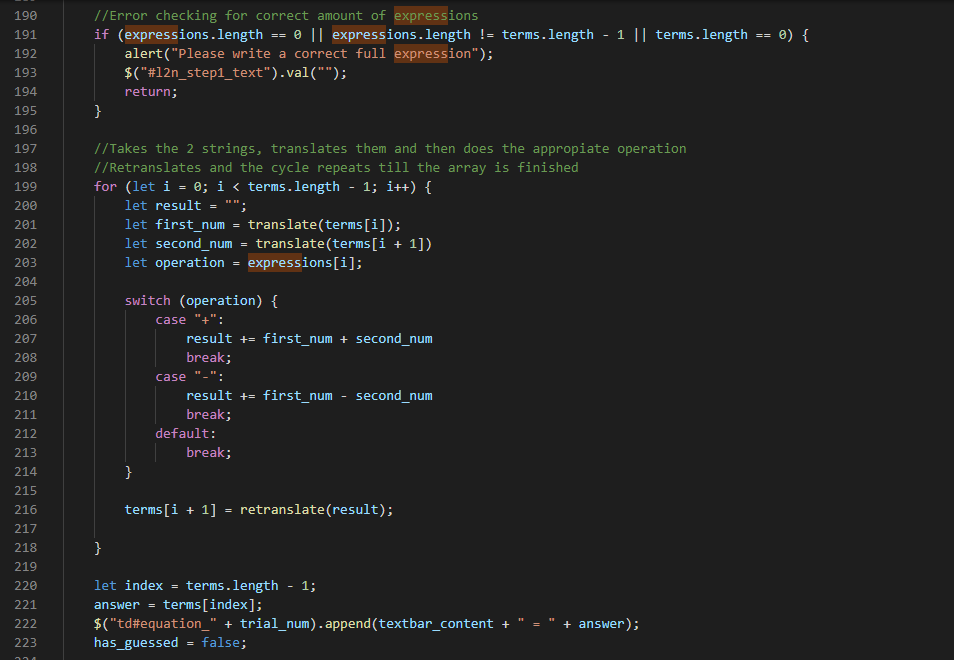 190 //Error checking for correct amount of expressions
191 if (expressions.length == 0 || expressions.length != terms.length - 1 || terms.length == 0) {
192 alert("Please write a correct full expression");
193 $("#l2n_step1_text").val("");
194 return;
195 }
196
197 //Takes the 2 strings, translates them and then does the appropiate operation
198 //Retranslates and the cycle repeats till the array is finished
199 for (let i = 0; i < terms.length - 1; i++) {
200 let result = "";
201 let first_num = translate(terms[i]);
202 let second_num = translate(terms[i + 1])
203 let operation = expressions[i];
204
205 switch (operation) {
206 case "+":
207 result += first_num + second_num
208 break;
209 case "-":
210 result += first_num - second_num
211 break;
212 default:
213 break;
214 }
215
216 terms[i + 1] = retranslate(result);
217
218 }
219
220 let index = terms.length - 1;
221 answer = terms[index];
222 $("td#equation_" + trial_num).append(textbar_content + " = " + answer);
223 has_guessed = false;